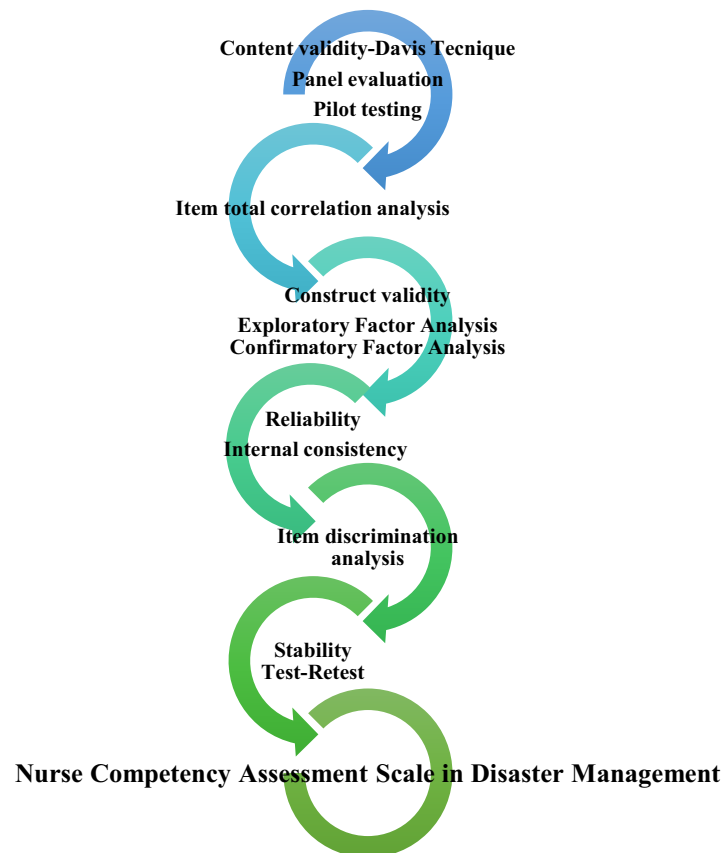 Content validity-Davis Tecnique
Panel evaluation
Pilot testing
Item total correlation analysis
Construct validity
Exploratory Factor Analysis
Confirmatory Factor Analysis
Reliability
Internal consistency
Item discrimination
analysis
Stability
Test-Retest
Nurse Competency Assessment Scale in Disaster Management